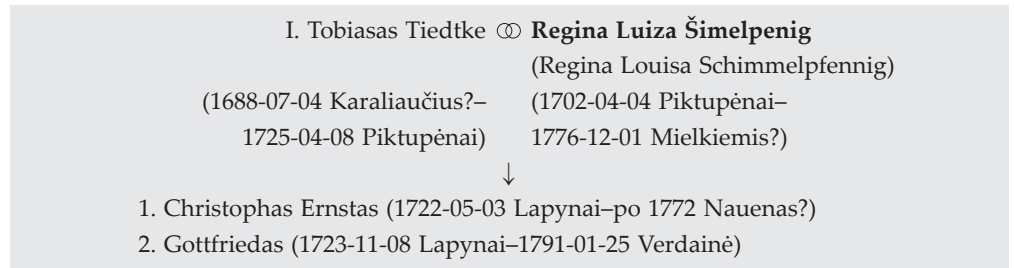 I. Tobiasas Tiedtke ⚭ Regina Luiza Šimelpenig
(Regina Louisa Schimmelpfennig)
(1688-07-04 Karaliaučius?– (1702-04-04 Piktupėnai–
1725-04-08 Piktupėnai) 1776-12-01 Mielkiemis?)
↓
1. Christophas Ernstas (1722-05-03 Lapynai–po 1772 Nauenas?)
2. Gottfriedas (1723-11-08 Lapynai–1791-01-25 Verdainė)